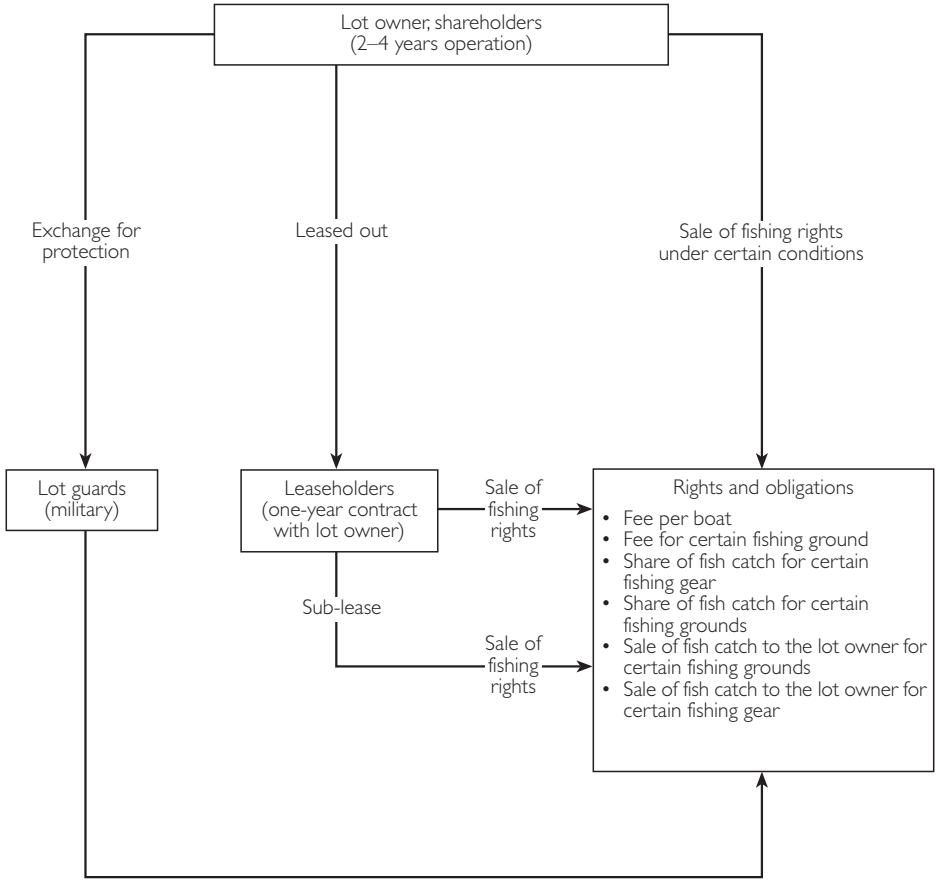 Lot owner, shareholders
(2–4 years operation)
Exchange for
protection
Leased out
Sale of fishing rights
under certain conditions
Lot guards
(military)
Leaseholders
(one-year contract
with lot owner)
Sale of
fishing
rights
Sub-lease
Sale of
fishing
rights
Rights and obligations
• Fee per boat
• Fee for certain fishing ground
• Share of fish catch for certain
fishing gear
• Share of fish catch for certain
fishing grounds
• Sale of fish catch to the lot owner for
certain fishing grounds
• Sale of fish catch to the lot owner for
certain fishing gear